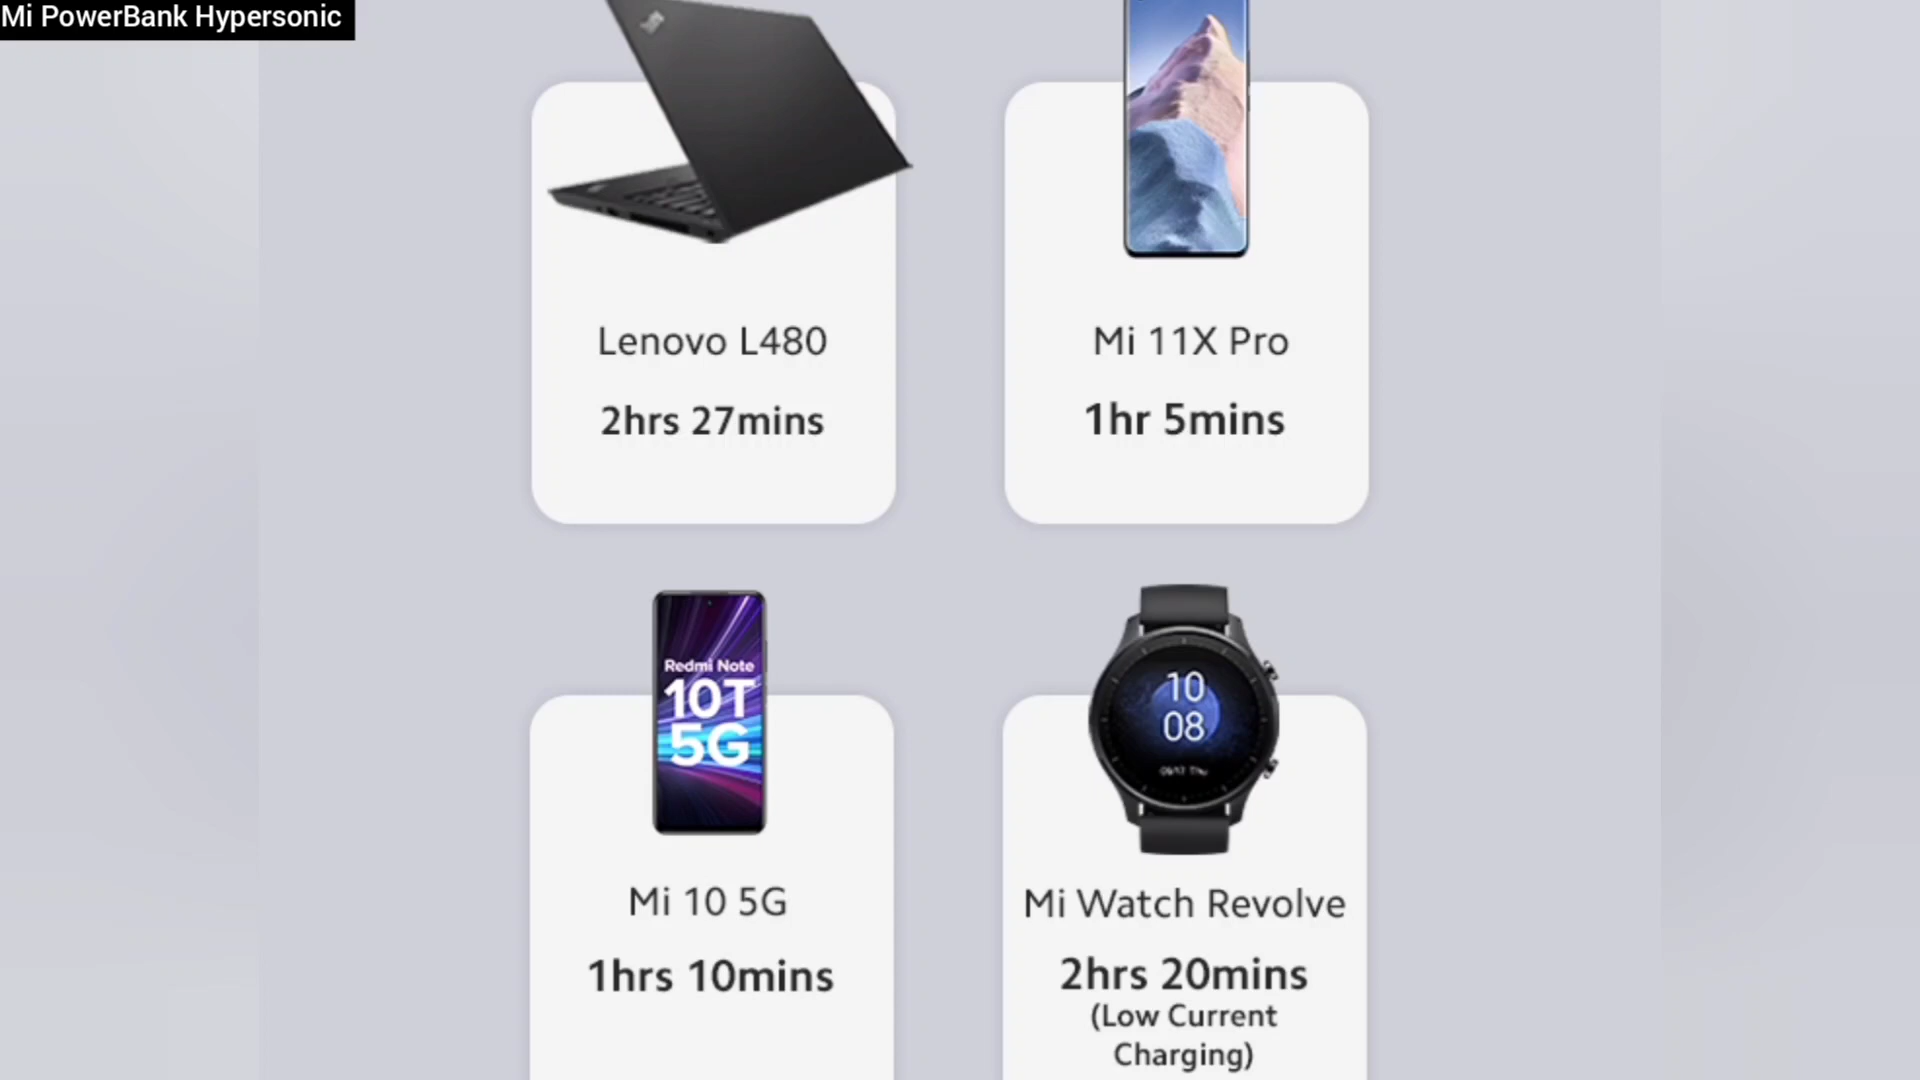 Mi PowerBank Hypersonic
Lenovo L480
2hrs 27mins
Mi 11X Pro
1hr 5mins
Redmi Note
10T
5G
Mi 10 5G
1hrs 10mins
10
08
Mi Watch Revolve
2hrs 20mins
(Low Current
Charging)